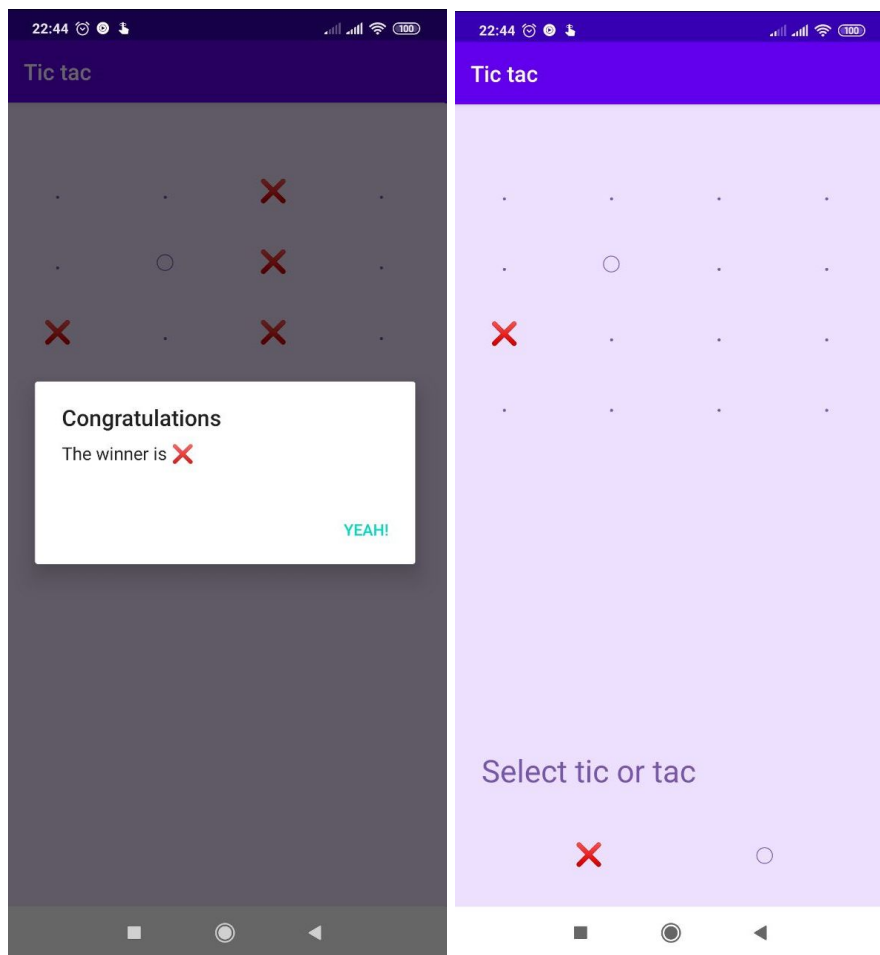 22:44
100
Tic tac
Congratulations
The winner is ❌
YEAH!
22:44
100
Tic tac
Select tic or tac